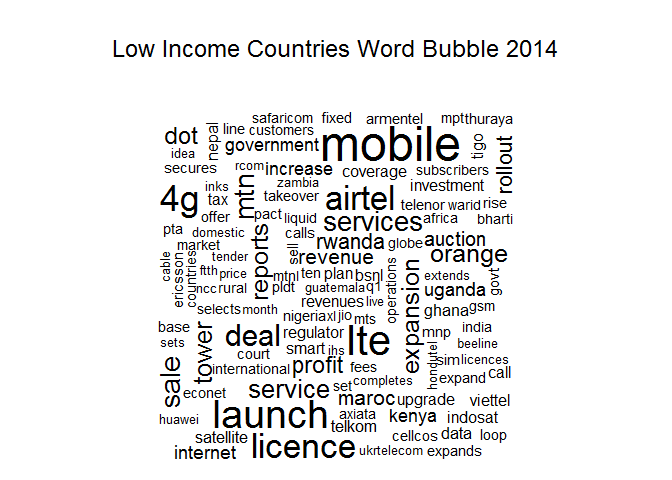 Low Income Countries Word Bubble 2014
safaricom fixed armentel mpt thuraya
dot nepal line customers mobile tigo rollout
idea government
secures rcom increase coverage subscribers
4g inks mtn zambia airtel investment
tax takeover telenor warid rise
offer pact liquid services africa bharti
pta domestic calls rwanda globe auction
market sell revenue orange
cable ericsson countries tender reports
ftth price mtnl ten plan bsnl operations expansion extends govt
ncc rural pldt guatemala q1 uganda
selects month revenues live ghana gsm
base nigeria xl jio mts mnp india
sets tower deal regulator lte beeline
sale court smart ihs hondutel sim licences
international profit fees expand call
econet service set completes
maroc upgrade viettel
huawei launch axiata kenya indosat
telkom
satellite licence cellcos data loop
internet ukrtelecom expands